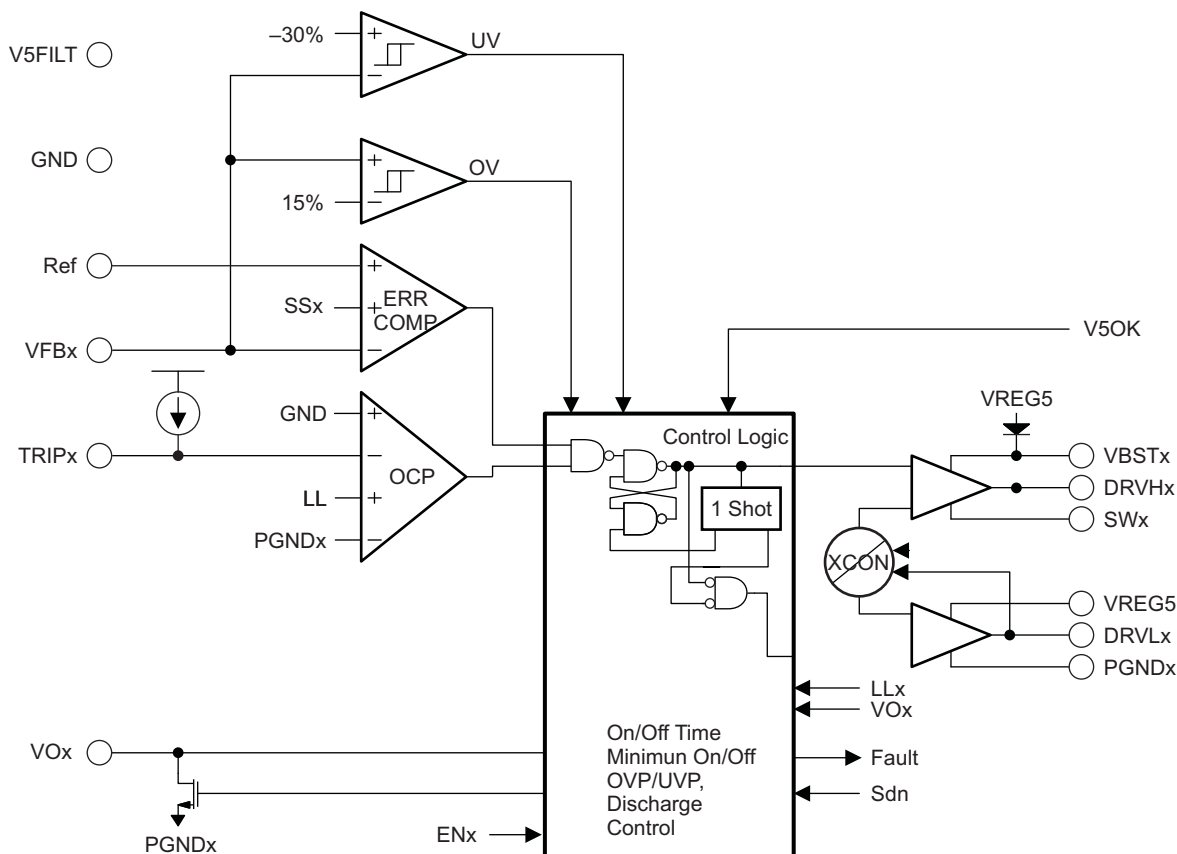 V5FILT
–30%
+
−
UV
GND
+
15%
−
OV
Ref
+
SSx
+
ERR
COMP
VFBx
−
V5OK
GND
+
TRIPx
−
OCP
LL
+
PGNDx
−
Control Logic
1 Shot
VREG5
VBSTx
DRVHx
SWx
XCON
VREG5
DRVLx
PGNDx
LLx
VOx
VOx
PGNDx
On/Off Time
Minimun On/Off
OVP/UVP,
Discharge
Control
Fault
Sdn
ENx